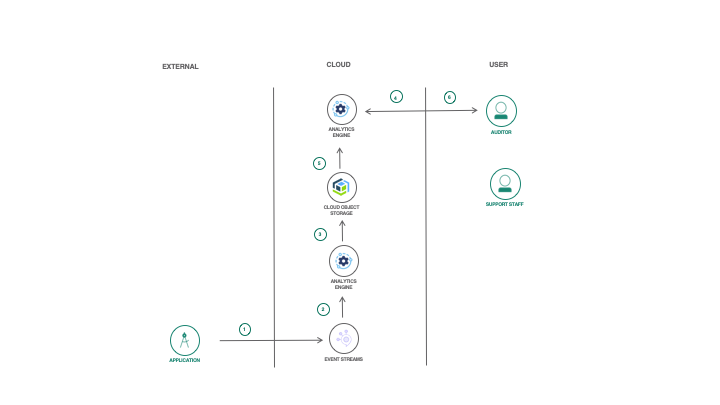 EXTERNAL
CLOUD
USER
4
6
ANALYTICS
ENGINE
AUDITOR
5
CLOUD OBJECT
STORAGE
SUPPORT STAFF
3
ANALYTICS
ENGINE
2
1
APPLICATION
EVENT STREAMS